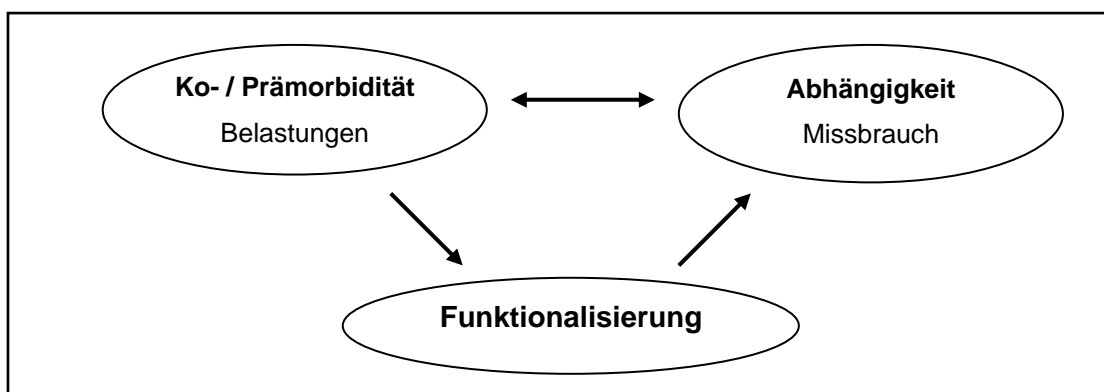 Ko- / Prämorbidität
Belastungen
Abhängigkeit
Missbrauch
Funktionalisierung